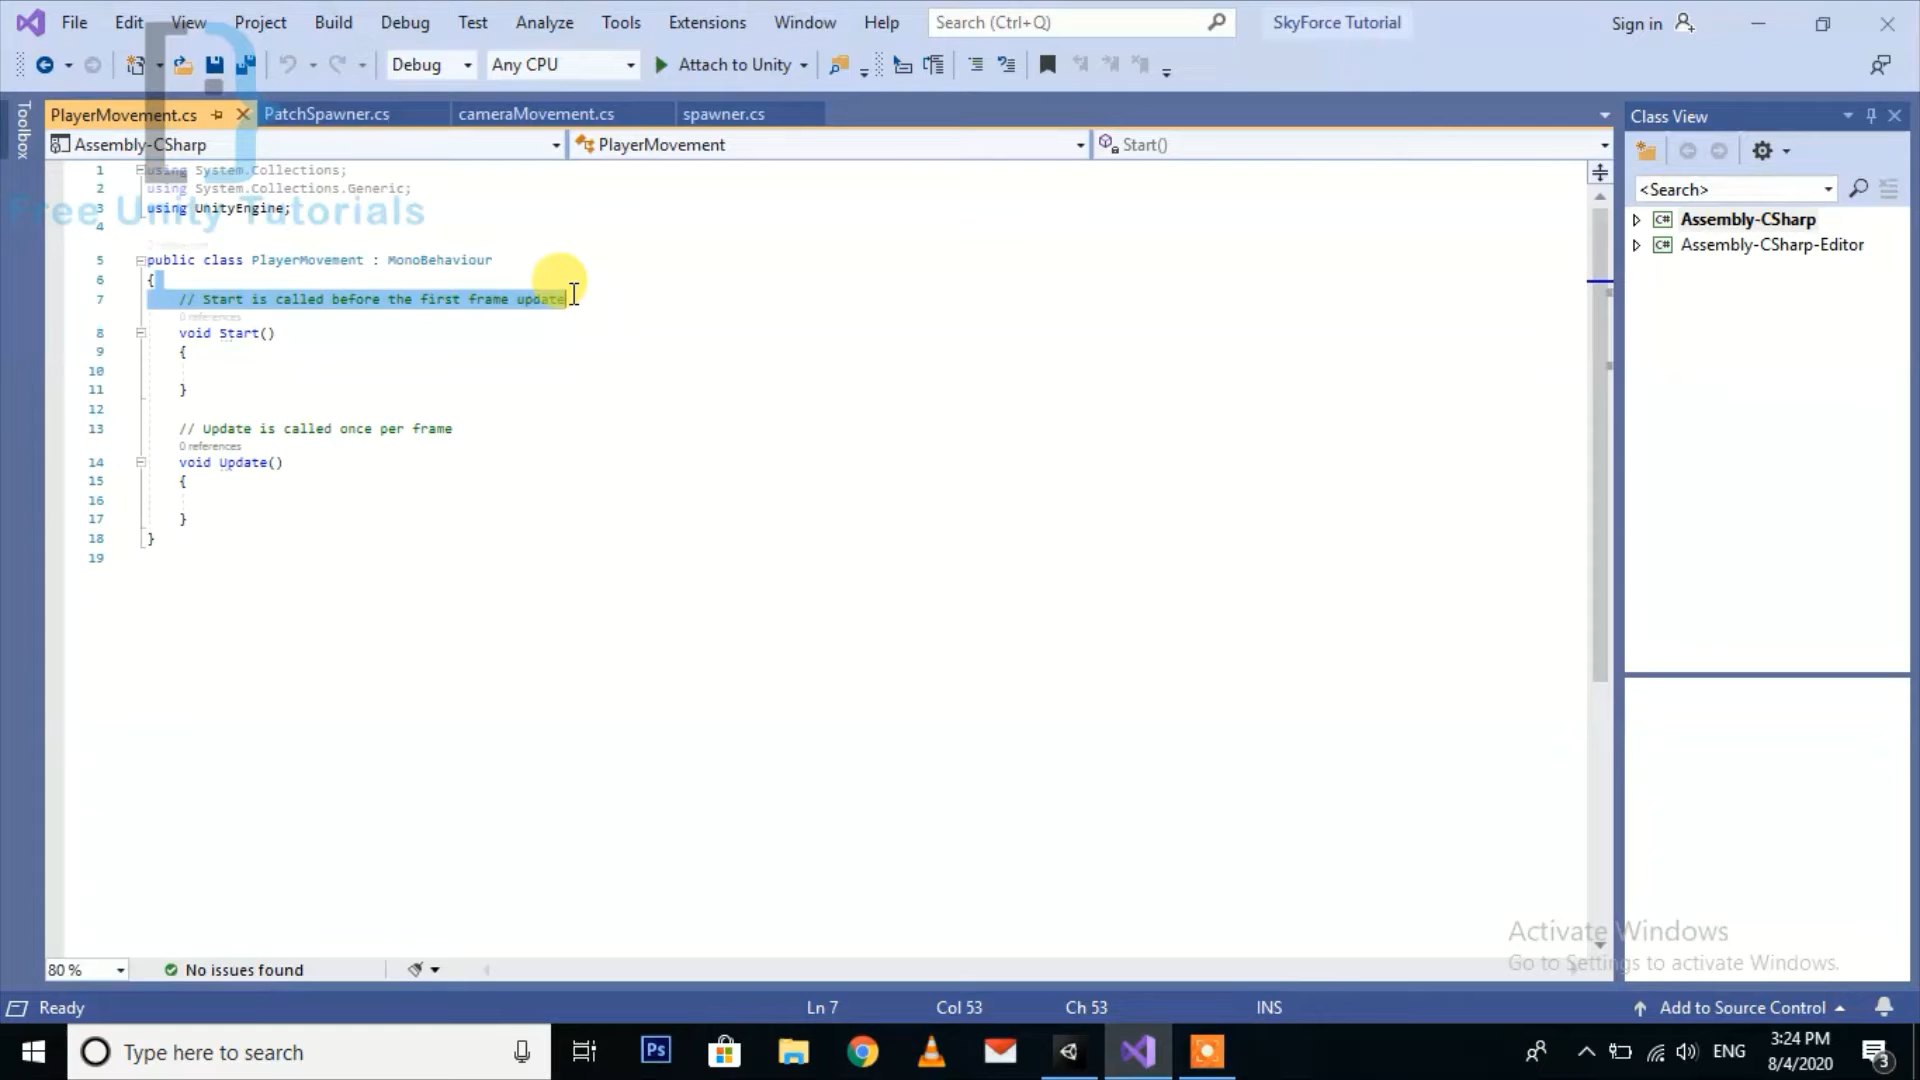 File Edit View Project Build Debug Test Analyze Tools Extensions Window Help Search (Ctrl+Q) SkyForce Tutorial Sign in
Debug Any CPU Attach to Unity
Toolbox
PlayerMovement.cs PatchSpawner.cs cameraMovement.cs spawner.cs
Assembly-CSharp PlayerMovement Start()
1 using System.Collections;
2 using System.Collections.Generic;
3 using UnityEngine;
Free Unity Tutorials
4
5 public class PlayerMovement : MonoBehaviour
6 {
7 // Start is called before the first frame update
0 references
8 void Start()
9 {
10
11 }
12
13 // Update is called once per frame
0 references
14 void Update()
15 {
16
17 }
18 }
19
Class View
<Search>
Assembly-CSharp
Assembly-CSharp-Editor
Activate Windows
Go to Settings to activate Windows.
80 % No issues found
Ready Ln 7 Col 53 Ch 53 INS Add to Source Control
Type here to search Ps ENG 3:24 PM
8/4/2020 3